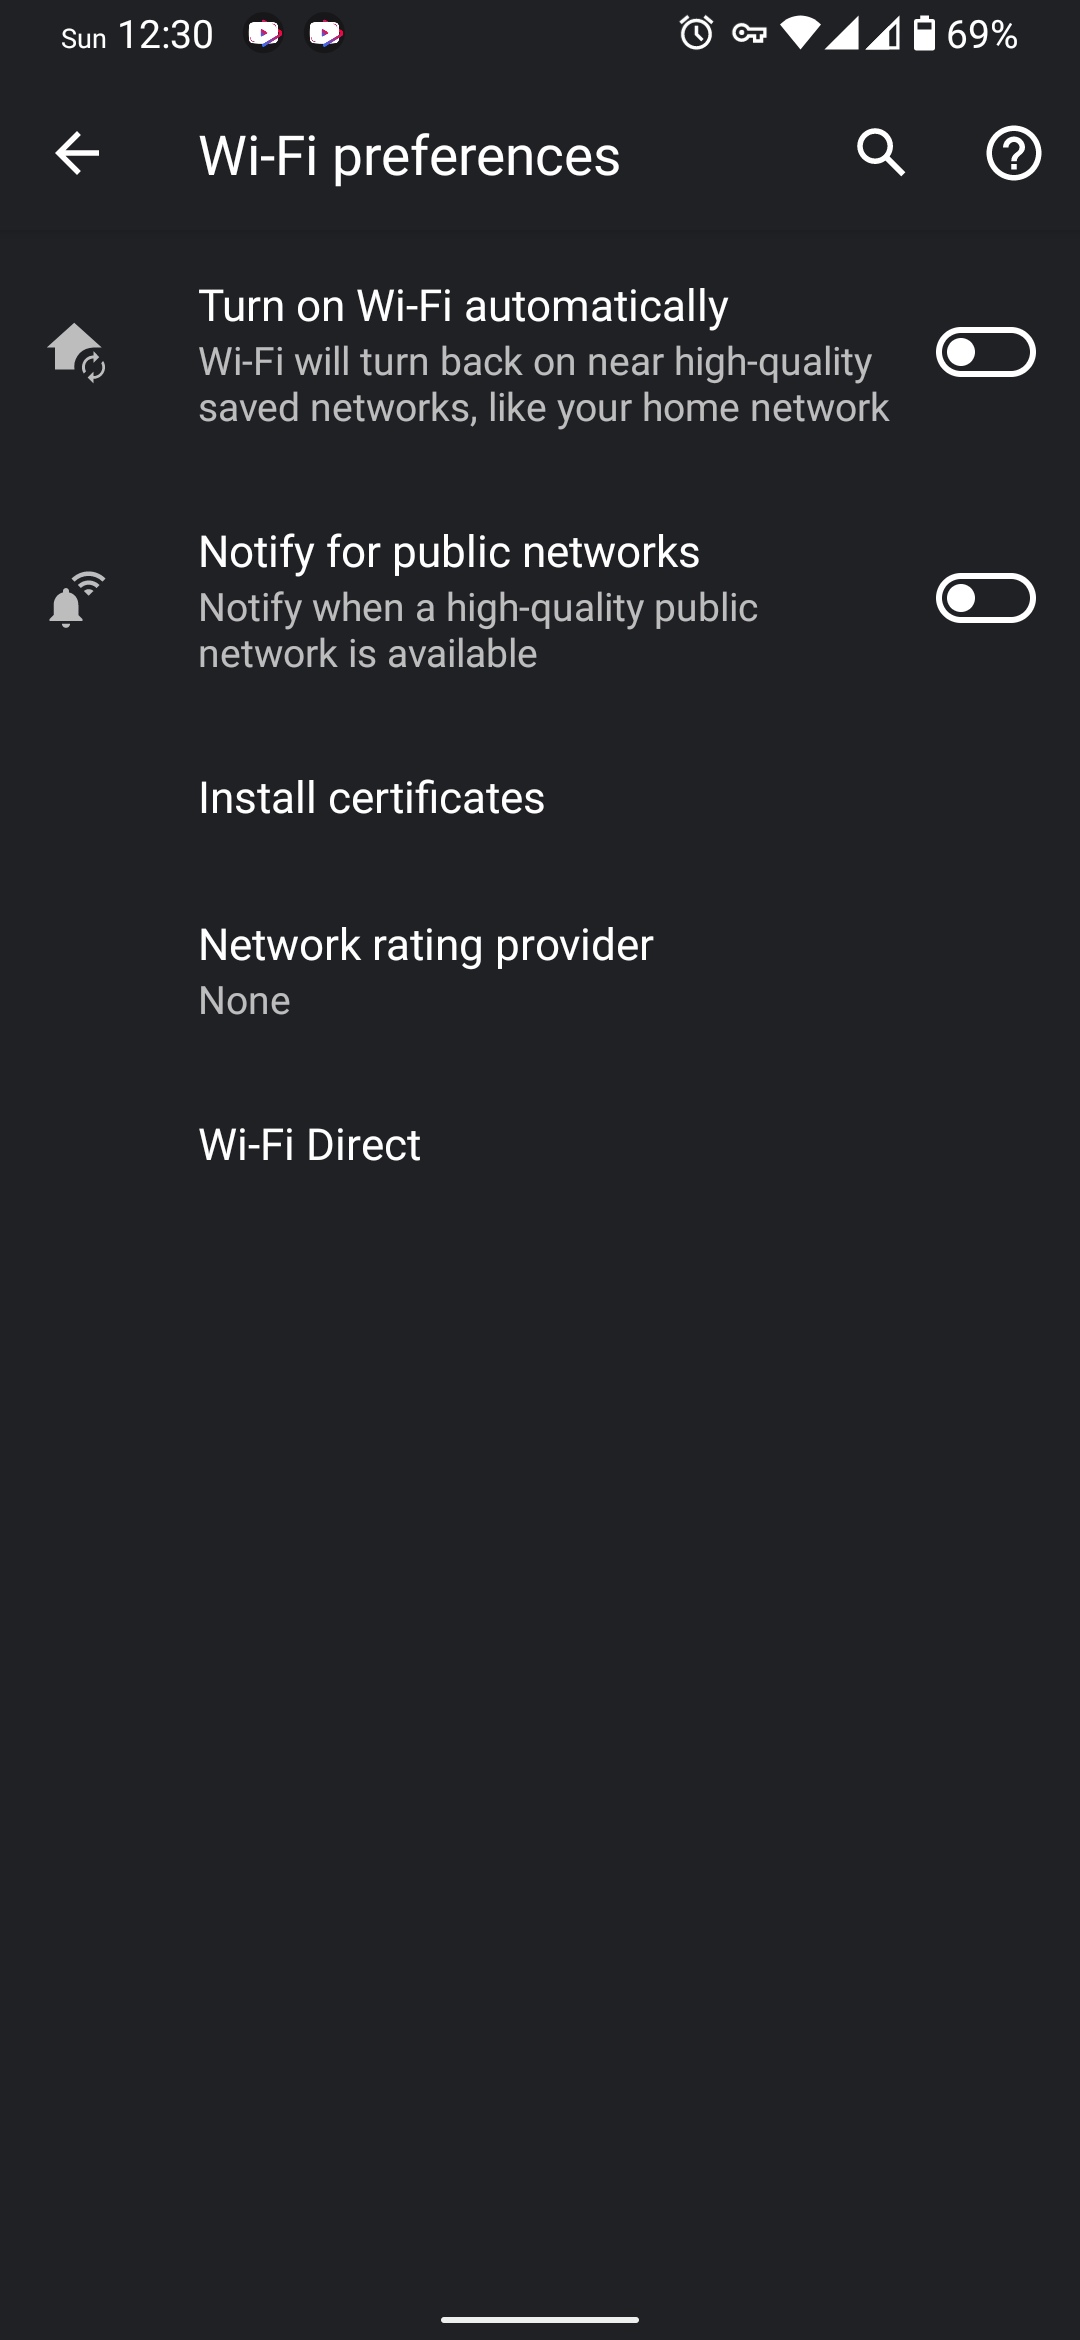 Sun 12:30 69%
Wi-Fi preferences
Turn on Wi-Fi automatically
Wi-Fi will turn back on near high-quality
saved networks, like your home network
Notify for public networks
Notify when a high-quality public
network is available
Install certificates
Network rating provider
None
Wi-Fi Direct